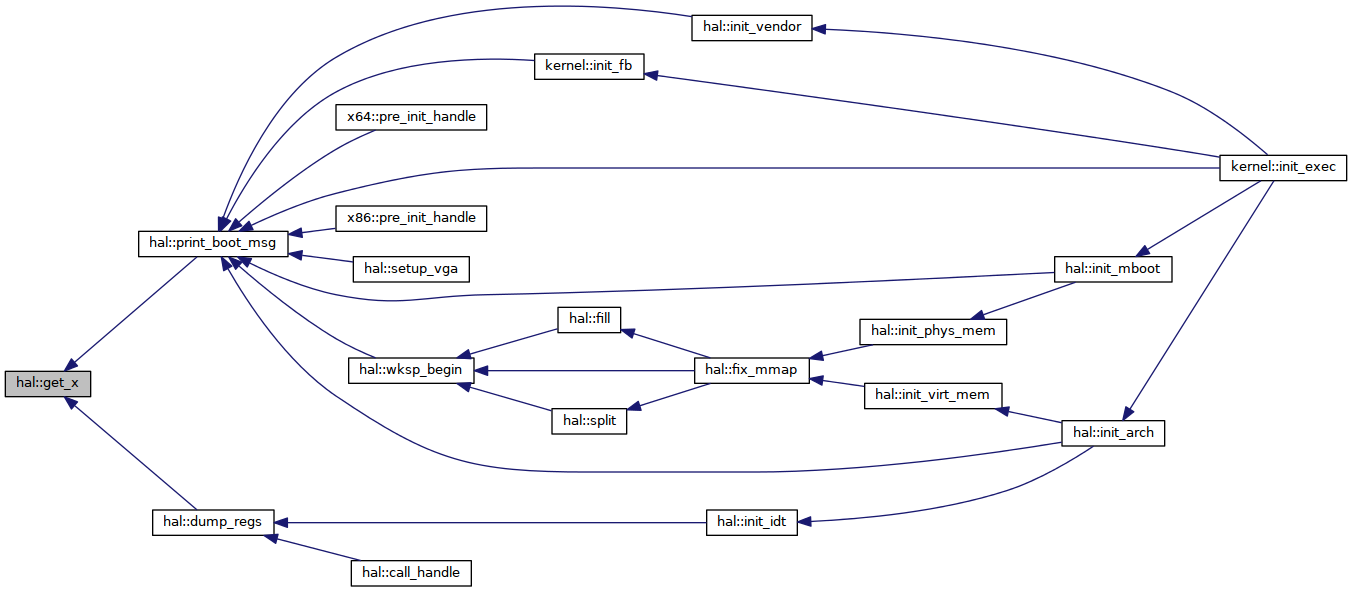 hal::init_vendor
kernel::init_fb
x64::pre_init_handle
kernel::init_exec
x86::pre_init_handle
hal::print_boot_msg
hal::setup_vga
hal::init_mboot
hal::fill
hal::init_phys_mem
hal::wksp_begin
hal::fix_mmap
hal::get_x
hal::init_virt_mem
hal::split
hal::init_arch
hal::dump_regs
hal::init_idt
hal::call_handle